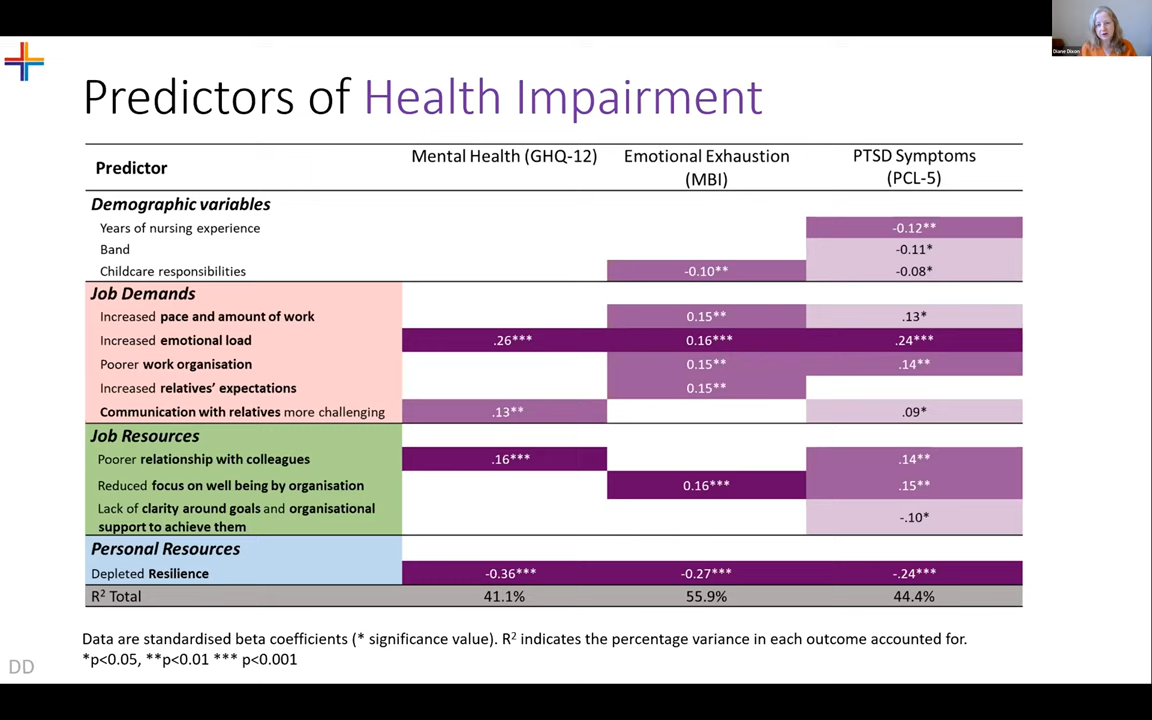 Diane Dixon
Predictors of Health Impairment
Predictor Mental Health (GHQ-12) Emotional Exhaustion (MBI) PTSD Symptoms (PCL-5)
Demographic variables
Years of nursing experience -0.12**
Band -0.11*
Childcare responsibilities -0.10** -0.08*
Job Demands
Increased pace and amount of work 0.15** .13*
Increased emotional load .26*** 0.16*** .24***
Poorer work organisation 0.15** .14**
Increased relatives’ expectations 0.15**
Communication with relatives more challenging .13** .09*
Job Resources
Poorer relationship with colleagues .16*** .14**
Reduced focus on well being by organisation 0.16*** .15**
Lack of clarity around goals and organisational
support to achieve them -.10*
Personal Resources
Depleted Resilience -0.36*** -0.27*** -.24***
R² Total 41.1% 55.9% 44.4%
Data are standardised beta coefficients (* significance value). R² indicates the percentage variance in each outcome accounted for.
*p<0.05, **p<0.01 *** p<0.001
DD